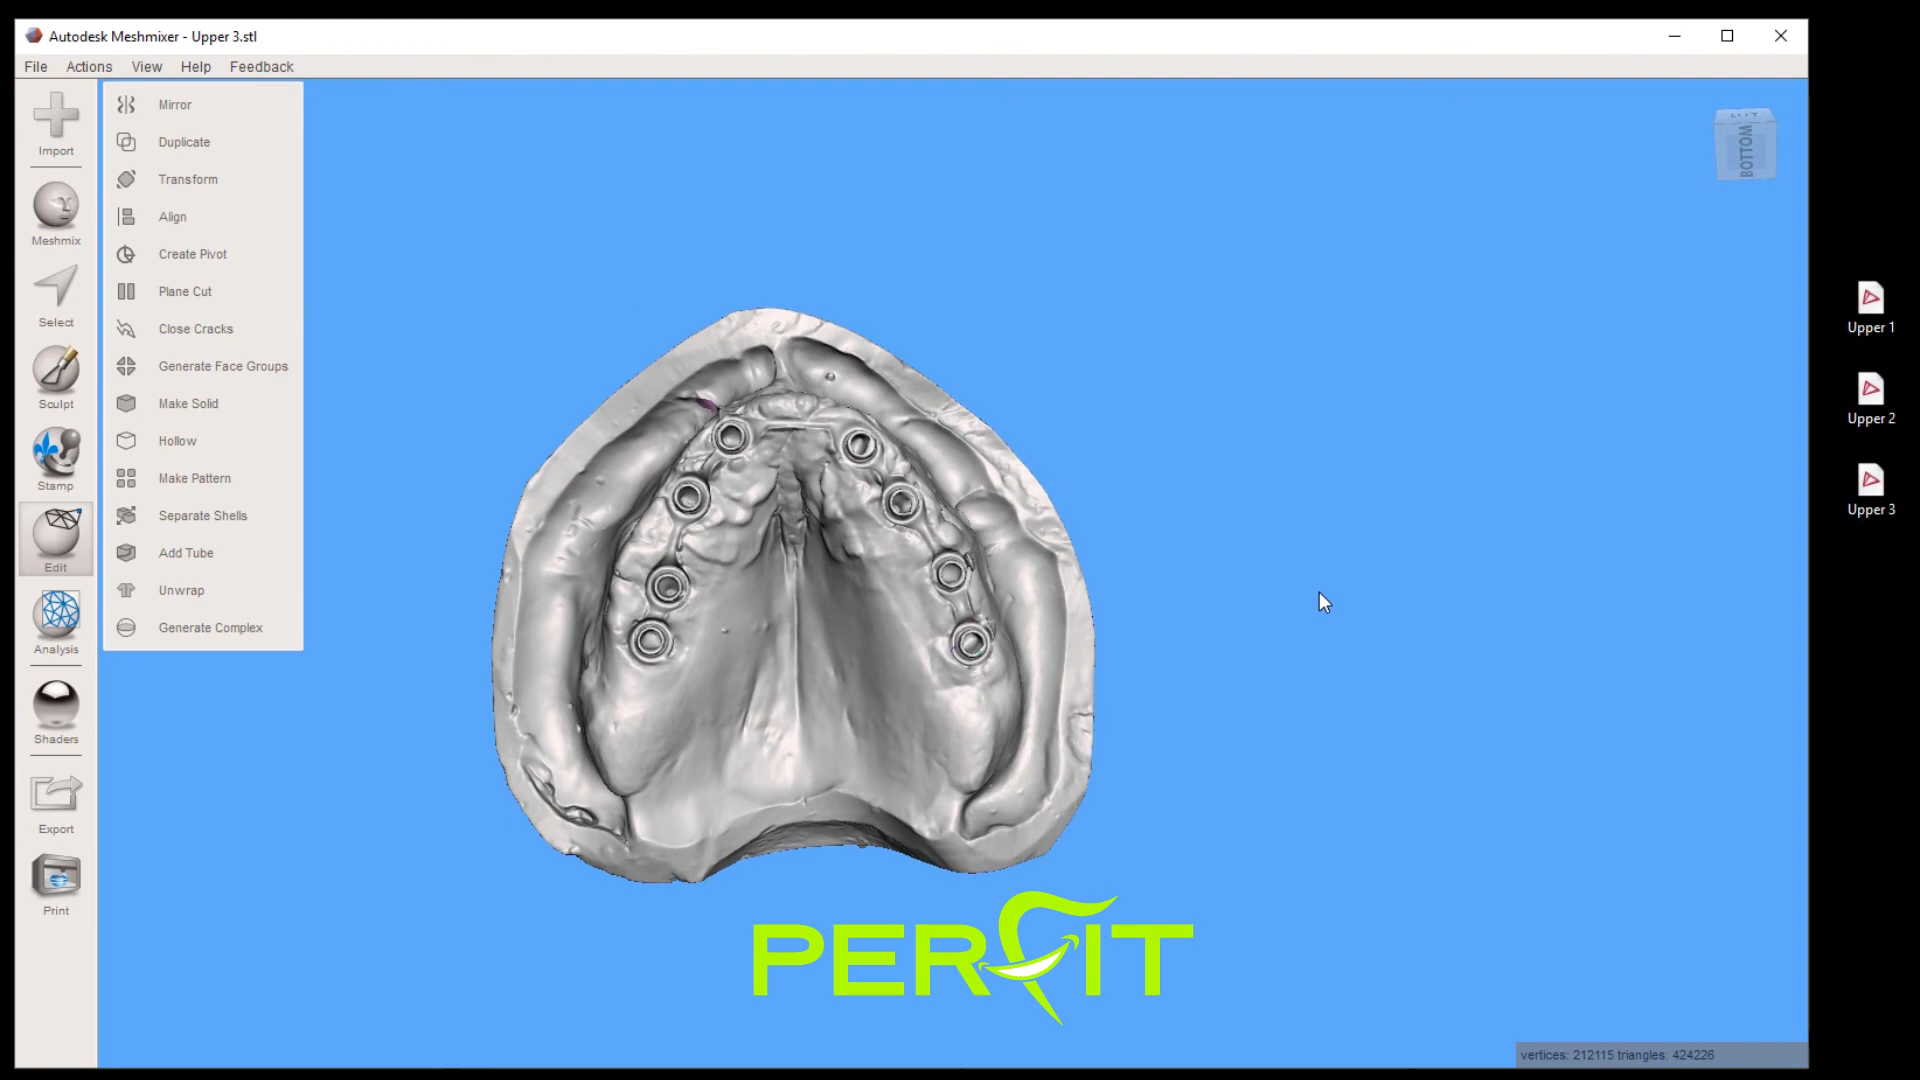 Autodesk Meshmixer - Upper 3.stl
File Actions View Help Feedback
Import
Meshmix
Select
Sculpt
Stamp
Edit
Analysis
Shaders
Export
Print
Mirror
Duplicate
Transform
Align
Create Pivot
Plane Cut
Close Cracks
Generate Face Groups
Make Solid
Hollow
Make Pattern
Separate Shells
Add Tube
Unwrap
Generate Complex
BOTTOM
Upper 1
Upper 2
Upper 3
PERFIT
vertices: 212115 triangles: 424226